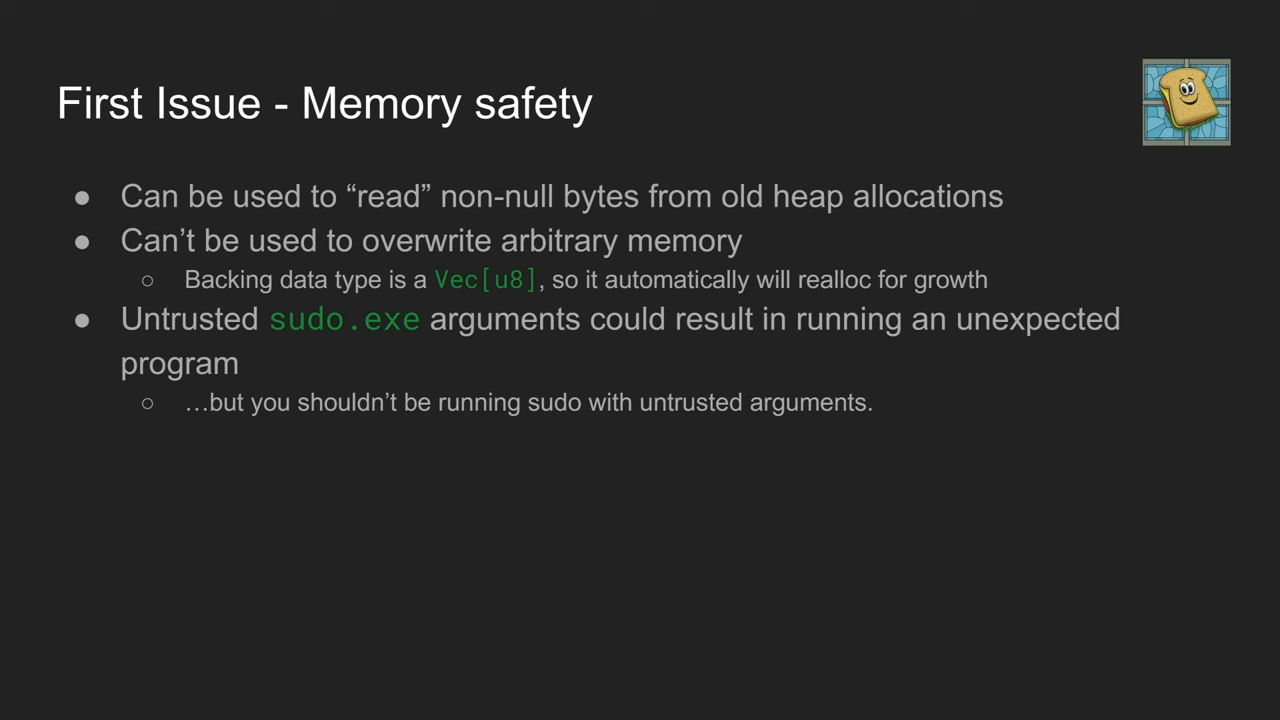 First Issue - Memory safety
● Can be used to “read” non-null bytes from old heap allocations
● Can’t be used to overwrite arbitrary memory
○ Backing data type is a Vec[u8], so it automatically will realloc for growth
● Untrusted sudo.exe arguments could result in running an unexpected
program
○ …but you shouldn’t be running sudo with untrusted arguments.